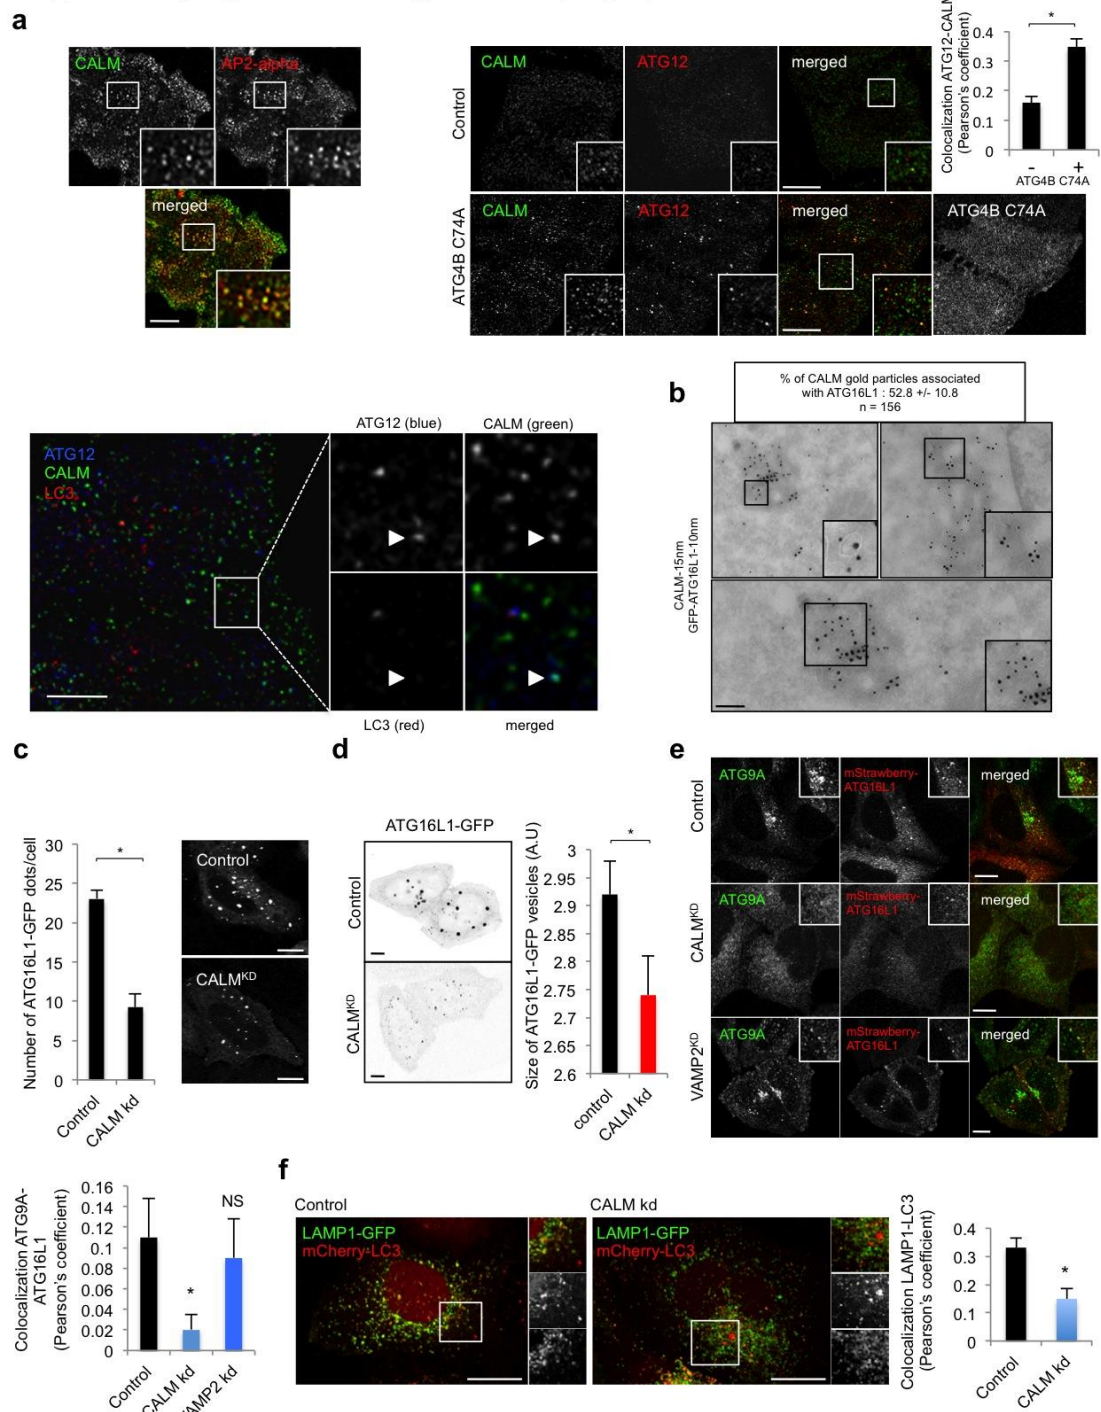 a
CALM
AP2-alpha
merged
Control
CALM
ATG12
merged
ATG4B C74A
CALM
ATG12
merged
ATG4B C74A
Colocalization ATG12-CALM
(Pearson's coefficient)
*
0.4
0.3
0.2
0.1
0
-
+
ATG4B C74A
ATG12
CALM
LC3
ATG12 (blue)
CALM (green)
LC3 (red)
merged
b
% of CALM gold particles associated
with ATG16L1 : 52.8 +/- 10.8
n = 156
CALM-15nm
GFP-ATG16L1-10nm
c
Number of ATG16L1-GFP dots/cell
*
30
25
20
15
10
5
0
Control
CALM kd
Control
CALMKD
d
ATG16L1-GFP
Control
CALMKD
Size of ATG16L1-GFP vesicles (A.U)
*
3
2.95
2.9
2.85
2.8
2.75
2.7
2.65
2.6
control
CALM kd
e
Control
ATG9A
mStrawberry-
ATG16L1
merged
CALMKD
ATG9A
mStrawberry-
ATG16L1
merged
VAMP2KD
ATG9A
mStrawberry-
ATG16L1
merged
Colocalization ATG9A-
ATG16L1
(Pearson's coefficient)
0.16
0.14
0.12
0.1
0.08
0.06
0.04
0.02
0
*
NS
Control
CALM kd
VAMP2 kd
f
Control
LAMP1-GFP
mCherry-LC3
CALM kd
LAMP1-GFP
mCherry-LC3
Colocalization LAMP1-LC3
(Pearson's coefficient)
0.4
0.3
0.2
0.1
0
*
Control
CALM kd